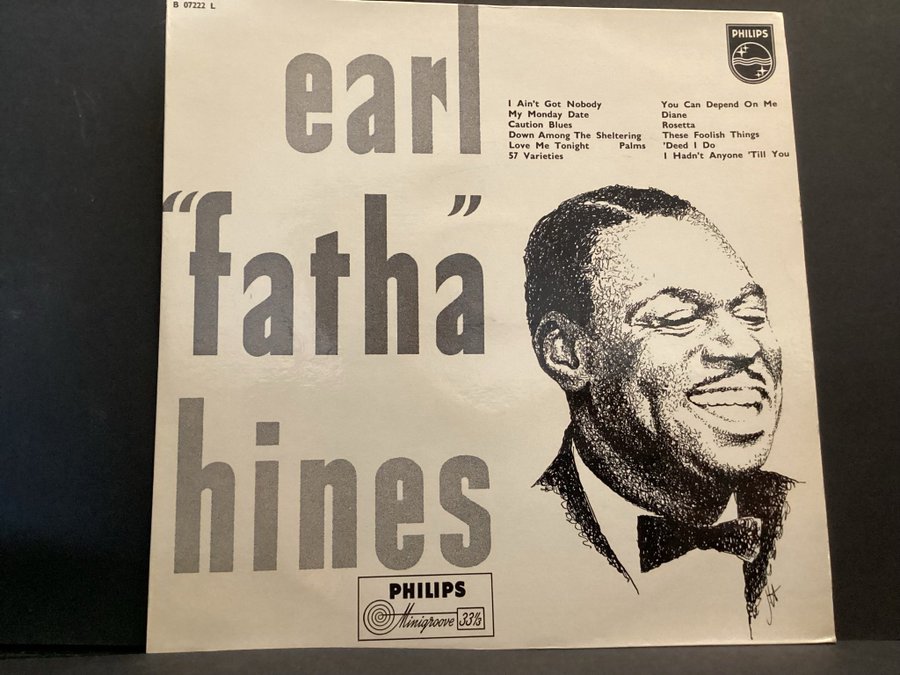 B 07222 L
earl
"fatha"
hines
PHILIPS
I Ain't Got Nobody
My Monday Date
Caution Blues
Down Among The Sheltering
Love Me Tonight Palms
57 Varieties
You Can Depend On Me
Diane
Rosetta
These Foolish Things
'Deed I Do
I Hadn't Anyone 'Till You
PHILIPS
Minigroove 33⅓